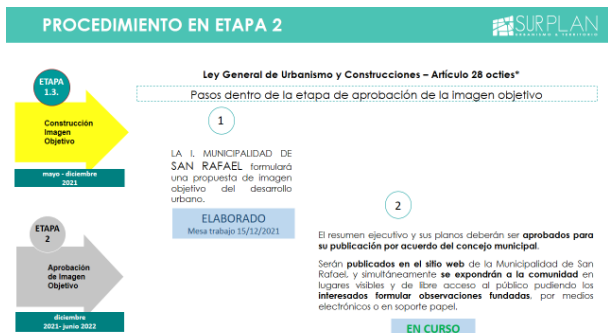 PROCEDIMIENTO EN ETAPA 2
SURPLAN
URBANISMO & TERRITORIO
Ley General de Urbanismo y Construcciones – Artículo 28 octies*
Pasos dentro de la etapa de aprobación de la imagen objetivo
ETAPA
1.3.
Construcción
Imagen
Objetivo
mayo - diciembre
2021
1
LA I. MUNICIPALIDAD DE
SAN RAFAEL formulará
una propuesta de imagen
objetivo del desarrollo
urbano.
ELABORADO
Mesa trabajo 15/12/2021
ETAPA
2
Aprobación
de Imagen
Objetivo
diciembre
2021- junio 2022
2
El resumen ejecutivo y sus planos deberán ser aprobados para
su publicación por acuerdo del concejo municipal.
Serán publicados en el sitio web de la Municipalidad de San
Rafael, y simultáneamente se expondrán a la comunidad en
lugares visibles y de libre acceso al público pudiendo los
interesados formular observaciones fundadas, por medios
electrónicos o en soporte papel.
EN CURSO